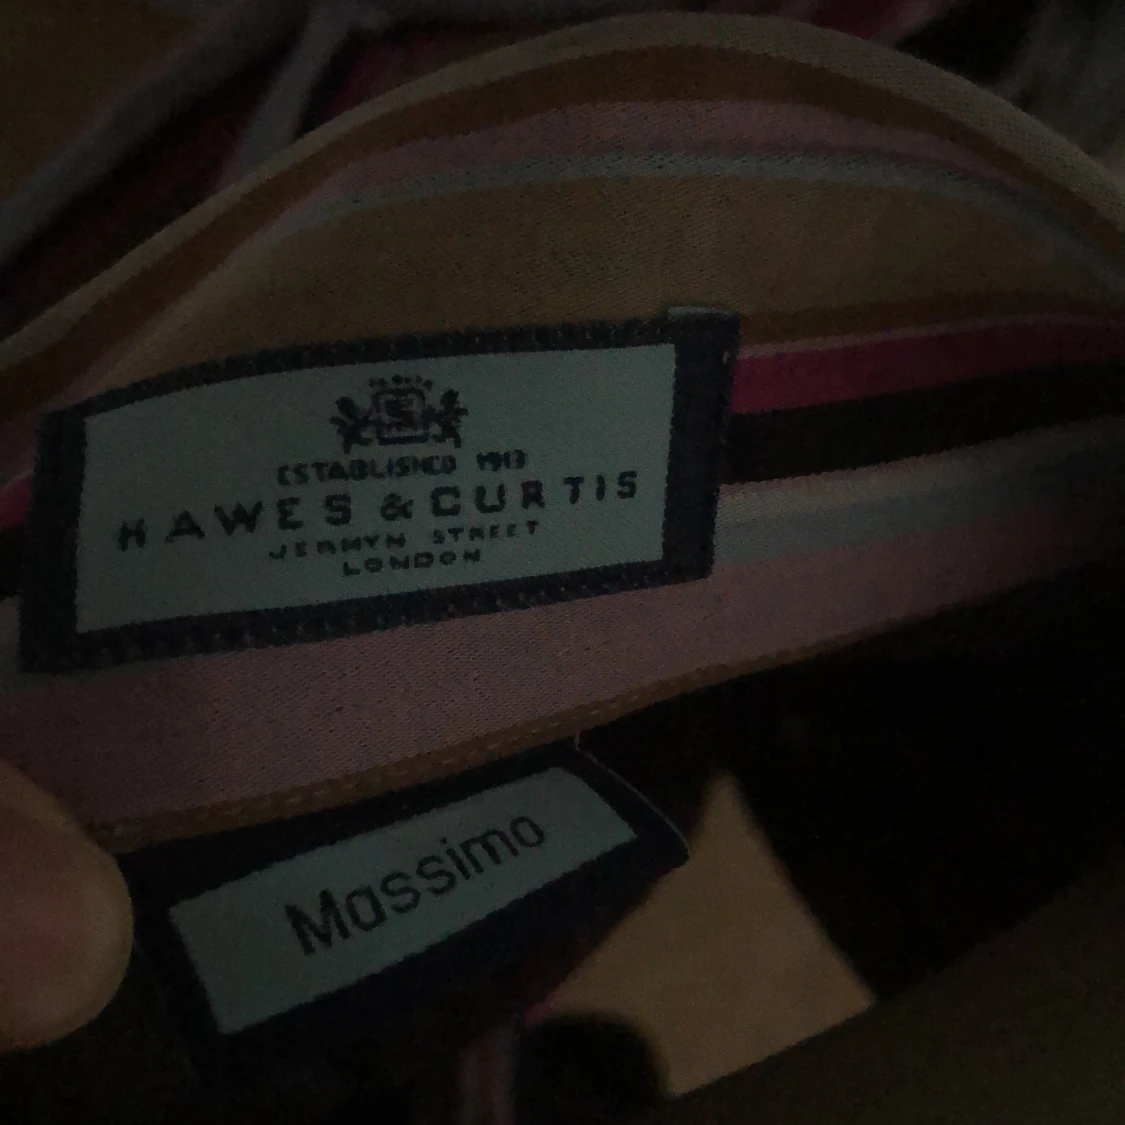 ESTABLISHED 1913
HAWES & CURTIS
JERMYN STREET
LONDON
Massimo